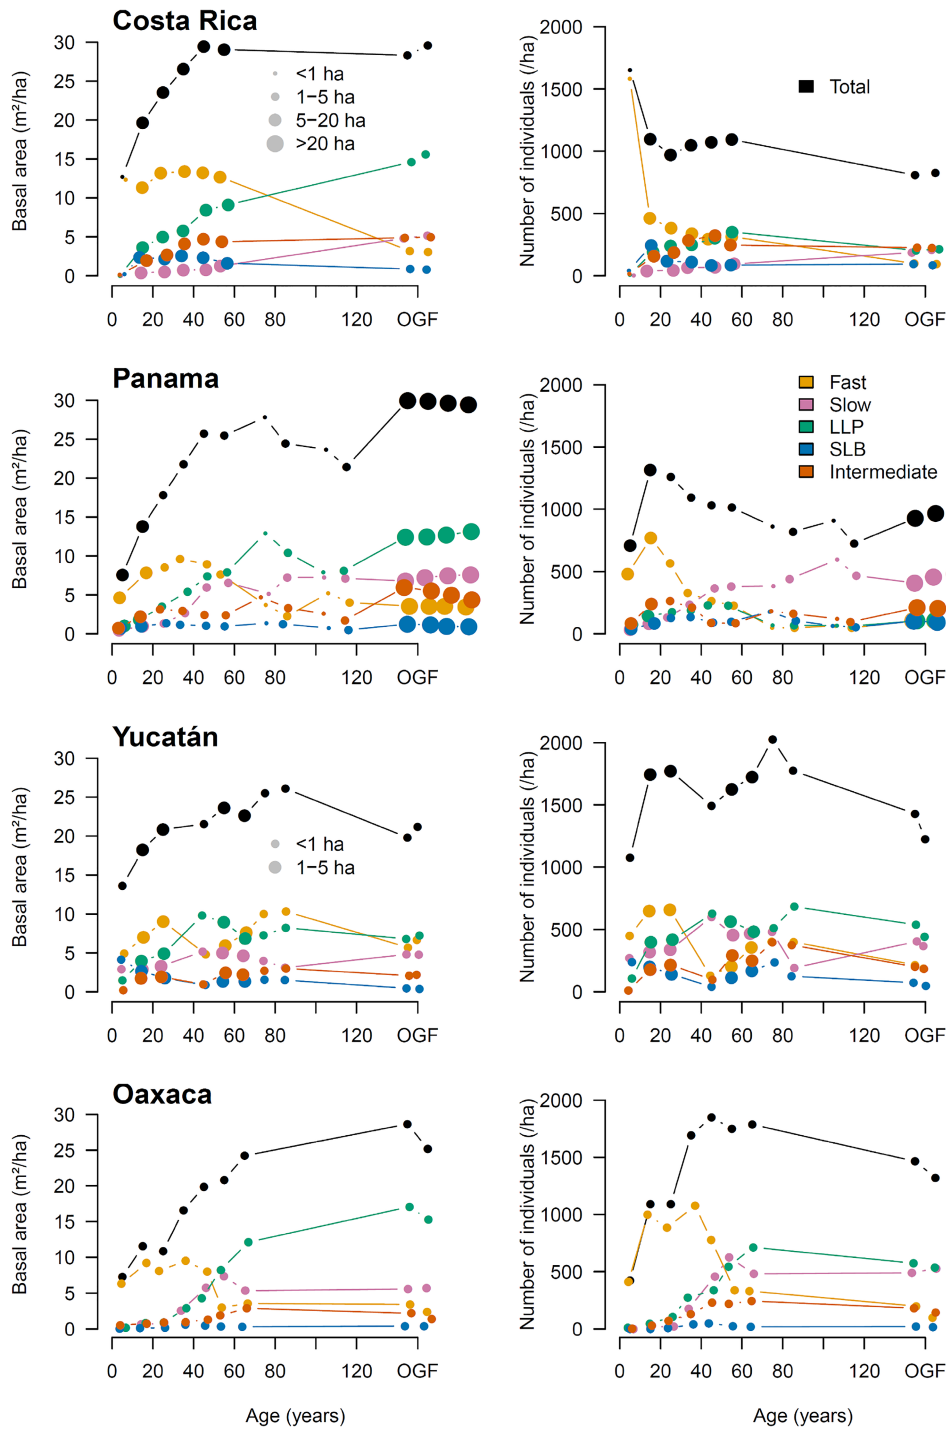 Costa Rica
Basal area (m²/ha)
30
25
20
15
10
5
0
<1 ha
1−5 ha
5−20 ha
>20 ha
0 20 40 60 80 120 OGF
Number of individuals (/ha)
2000
1500
1000
500
0
Total
0 20 40 60 80 120 OGF
Panama
Basal area (m²/ha)
30
25
20
15
10
5
0
0 20 40 60 80 120 OGF
Number of individuals (/ha)
2000
1500
1000
500
0
Fast
Slow
LLP
SLB
Intermediate
0 20 40 60 80 120 OGF
Yucatán
Basal area (m²/ha)
30
25
20
15
10
5
0
<1 ha
1−5 ha
0 20 40 60 80 120 OGF
Number of individuals (/ha)
2000
1500
1000
500
0
0 20 40 60 80 120 OGF
Oaxaca
Basal area (m²/ha)
30
25
20
15
10
5
0
0 20 40 60 80 120 OGF
Age (years)
Number of individuals (/ha)
2000
1500
1000
500
0
0 20 40 60 80 120 OGF
Age (years)